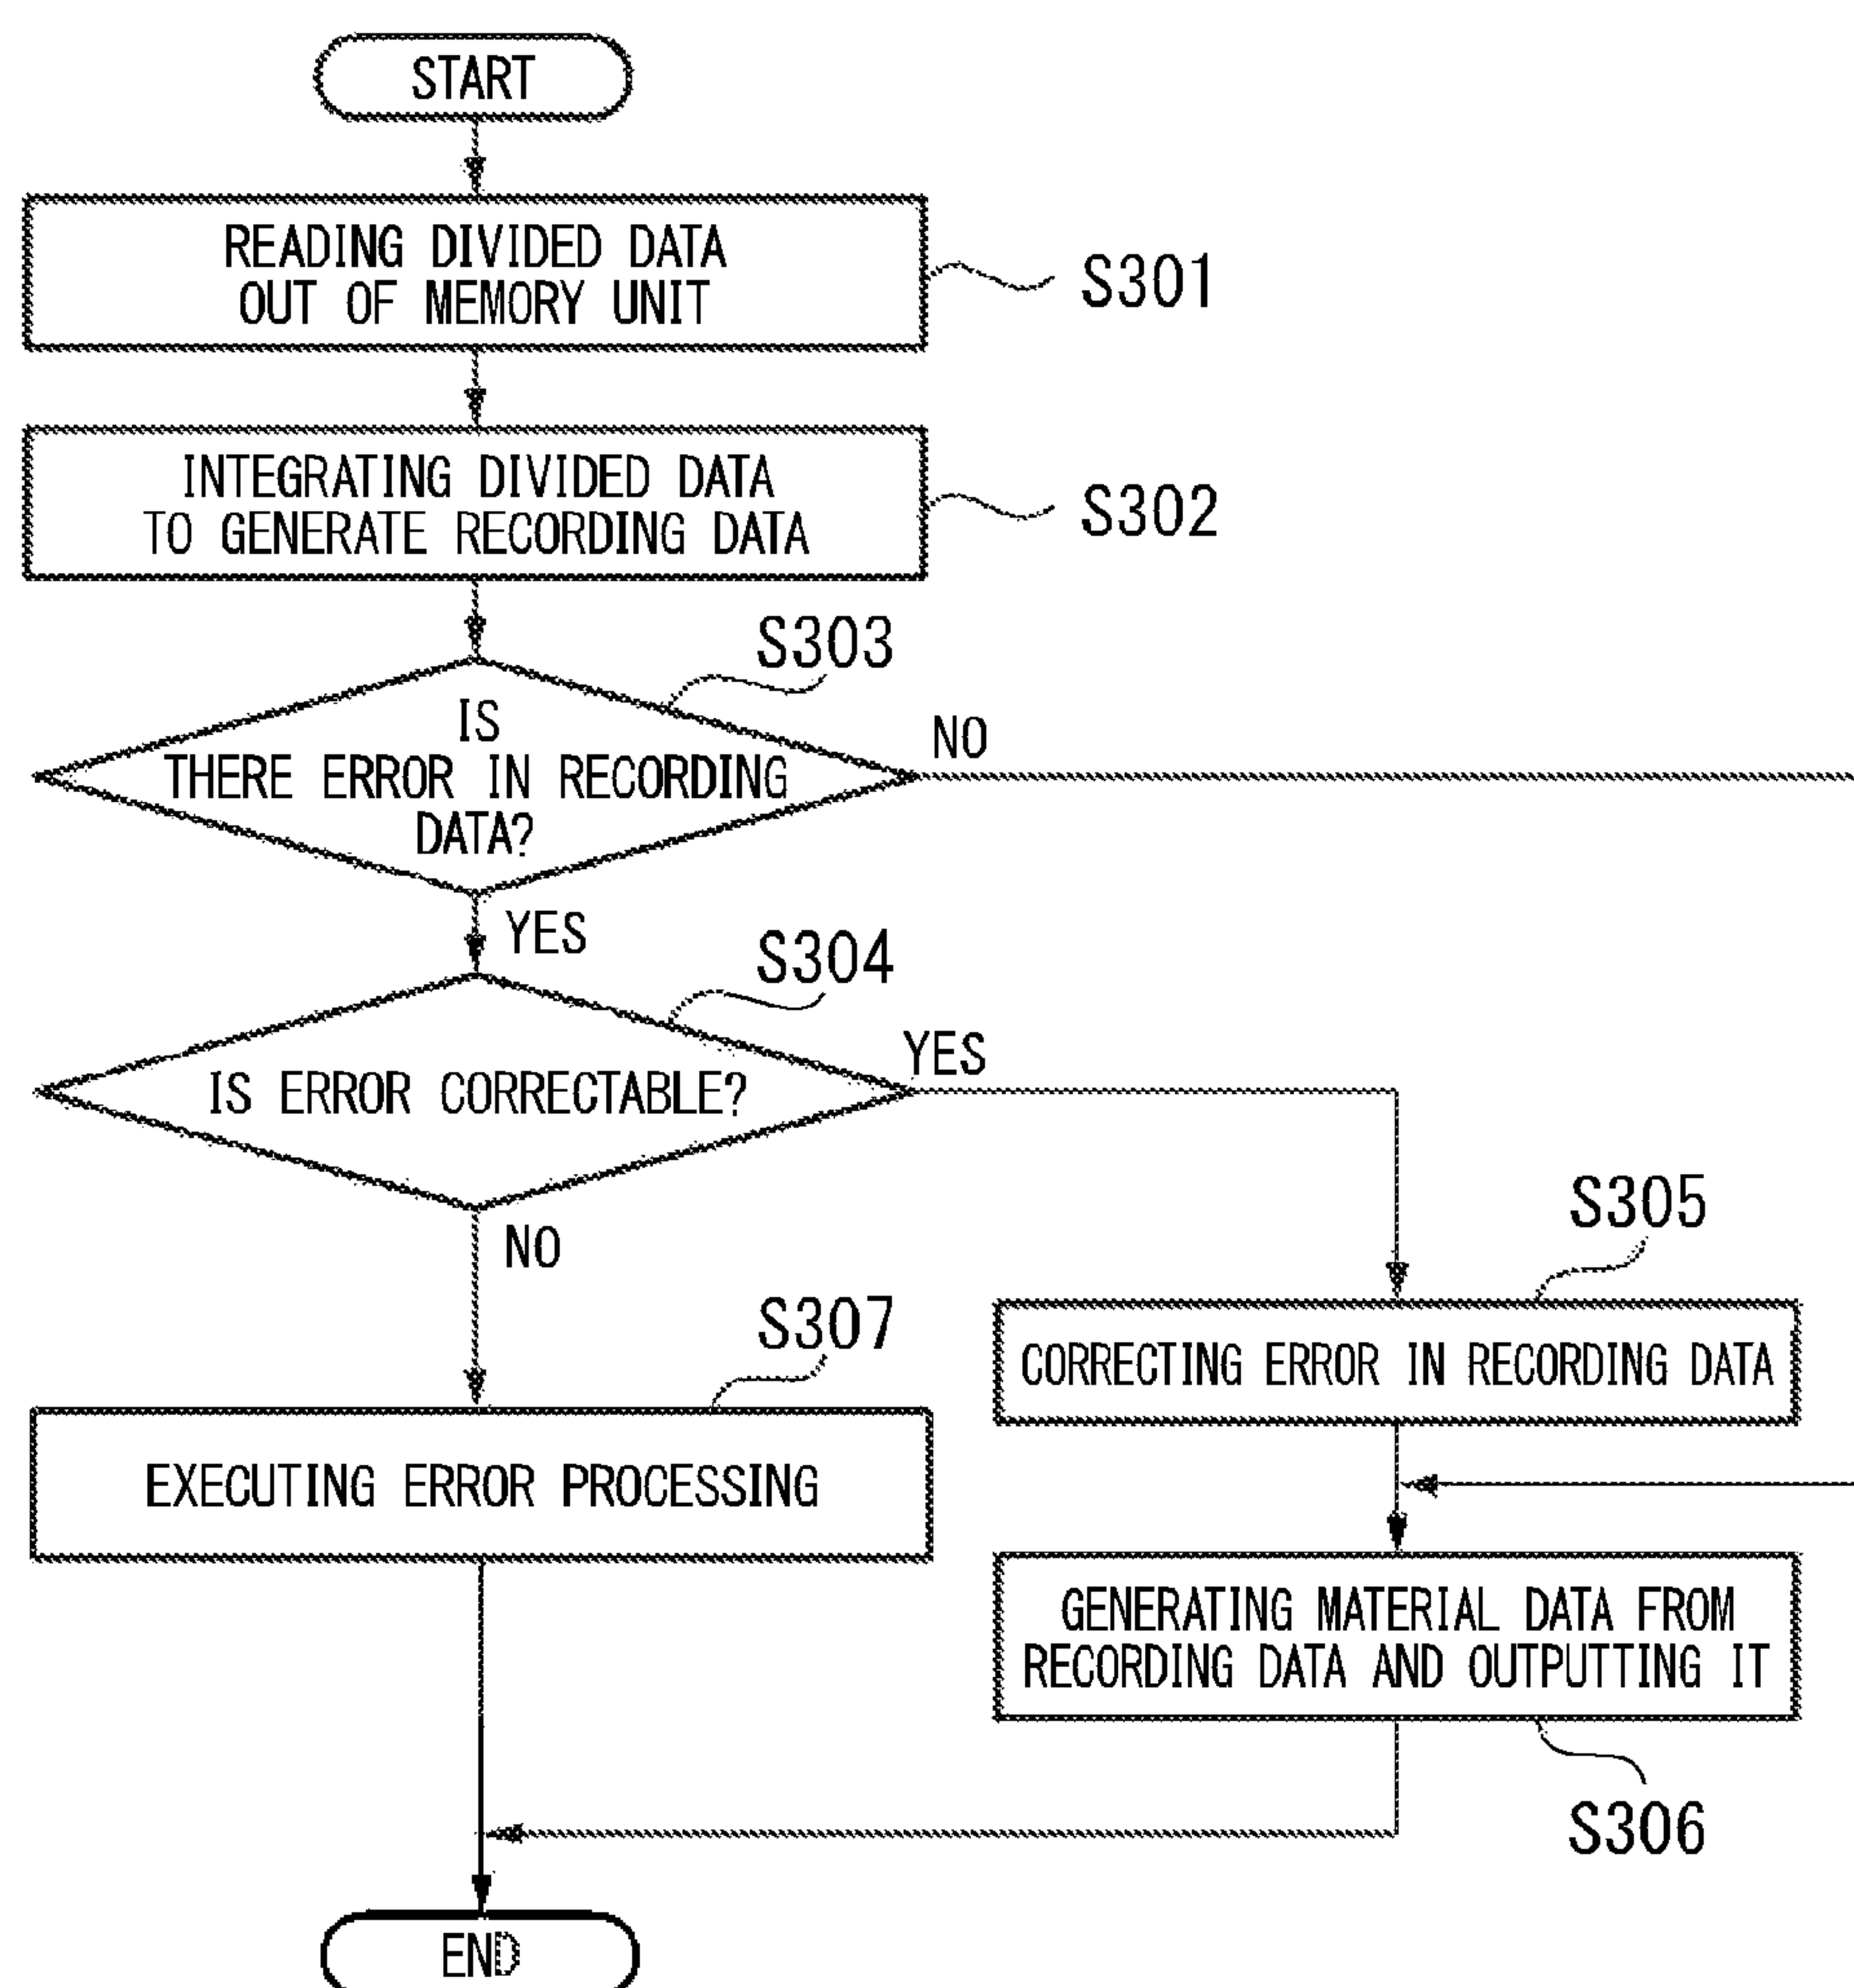 START
READING DIVIDED DATA
OUT OF MEMORY UNIT
S301
INTEGRATING DIVIDED DATA
TO GENERATE RECORDING DATA
S302
S303
IS
THERE ERROR IN RECORDING
DATA?
NO
YES
S304
IS ERROR CORRECTABLE?
YES
NO
S305
CORRECTING ERROR IN RECORDING DATA
S307
EXECUTING ERROR PROCESSING
GENERATING MATERIAL DATA FROM
RECORDING DATA AND OUTPUTTING IT
S306
END